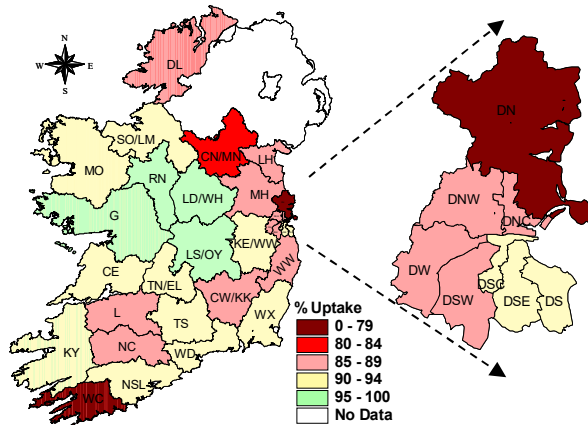 N
W E
S
DL
SO/LM
MO
CN/MN
LH
RN
LD/WH
MH
G
KE/WW
LS/OY
WW
CE
TN/EL
CW/KK
L
TS
WX
KY
NC
WD
NSL
WC
% Uptake
0 - 79
80 - 84
85 - 89
90 - 94
95 - 100
No Data
DN
DNW
DNC
DW
DSC
DSW
DSE
DS